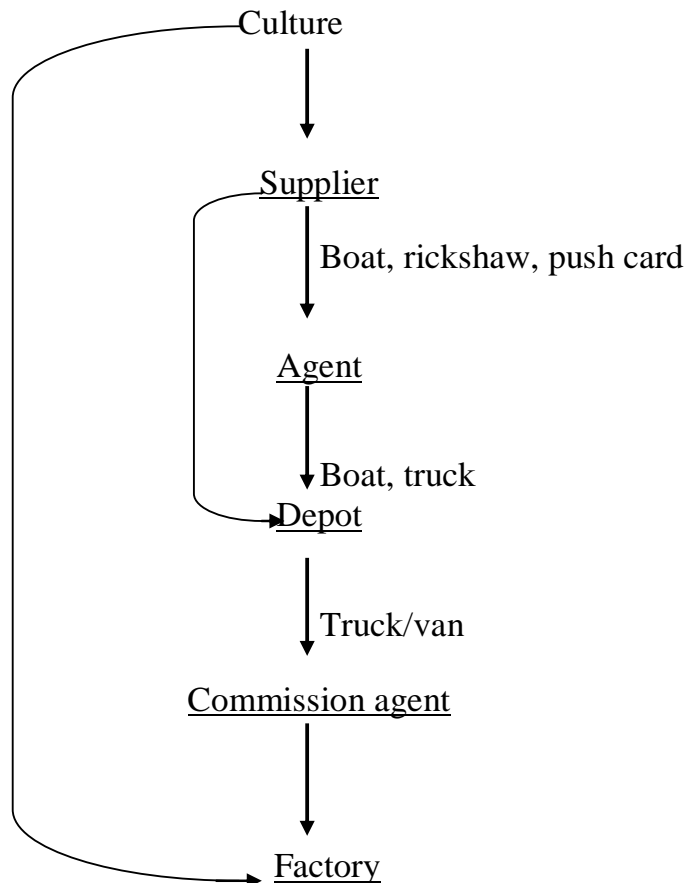 Culture
Supplier
Boat, rickshaw, push card
Agent
Boat, truck
Depot
Truck/van
Commission agent
Factory